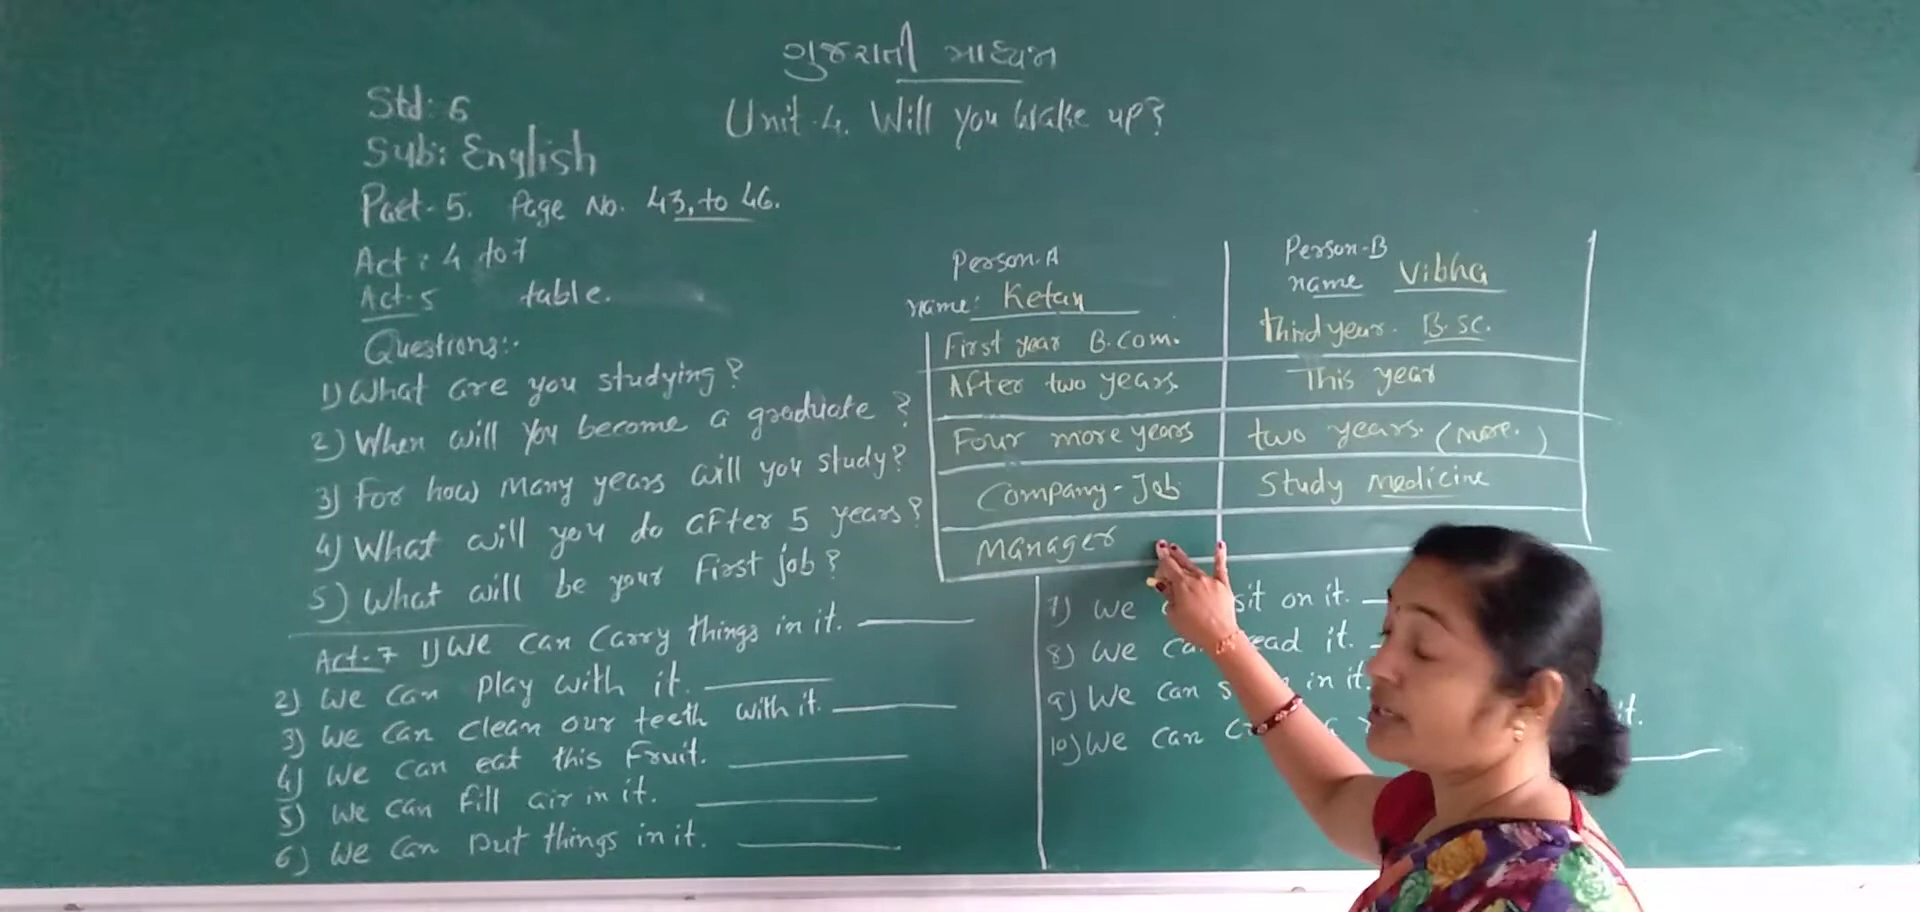 ગુજરાતી માધ્યમ
Unit-4. Will you Wake up?
Std: 6
Sub: English
Part-5. Page No. 43, to 46.
Act: 4 to 7
Act-5 table.
Questions:-
1) What are you studying?
2) When will you become a graduate?
3) For how many years will you study?
4) What will you do after 5 years?
5) What will be your First job?
Person-A
name: Ketan
Person-B
name Vibha
First year B.com.
Third year. B.sc.
After two years
This year
Four more years
two years. (more.)
Company-Job
Study Medicine
Manager
Act-7 1) We can carry things in it.
2) We can play with it.
3) We can clean our teeth with it.
4) We can eat this Fruit.
5) We can fill air in it.
6) We can put things in it.
7) We sit on it.
8) We it.
9) We can in it.
10) We can it.